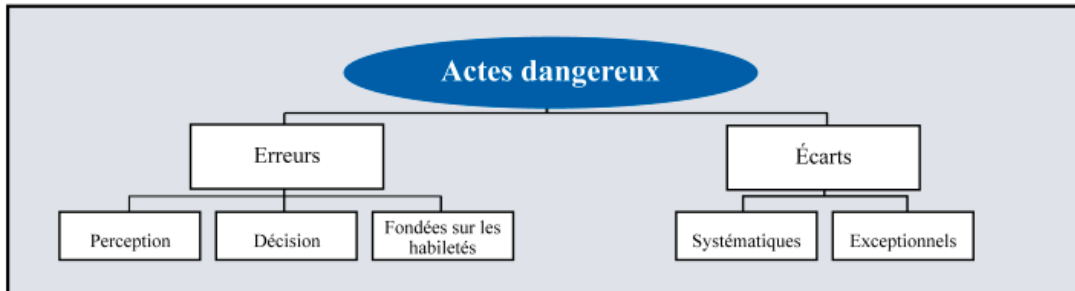 Actes dangereux
Erreurs
Écarts
Perception
Décision
Fondées sur les
habiletés
Systématiques
Exceptionnels